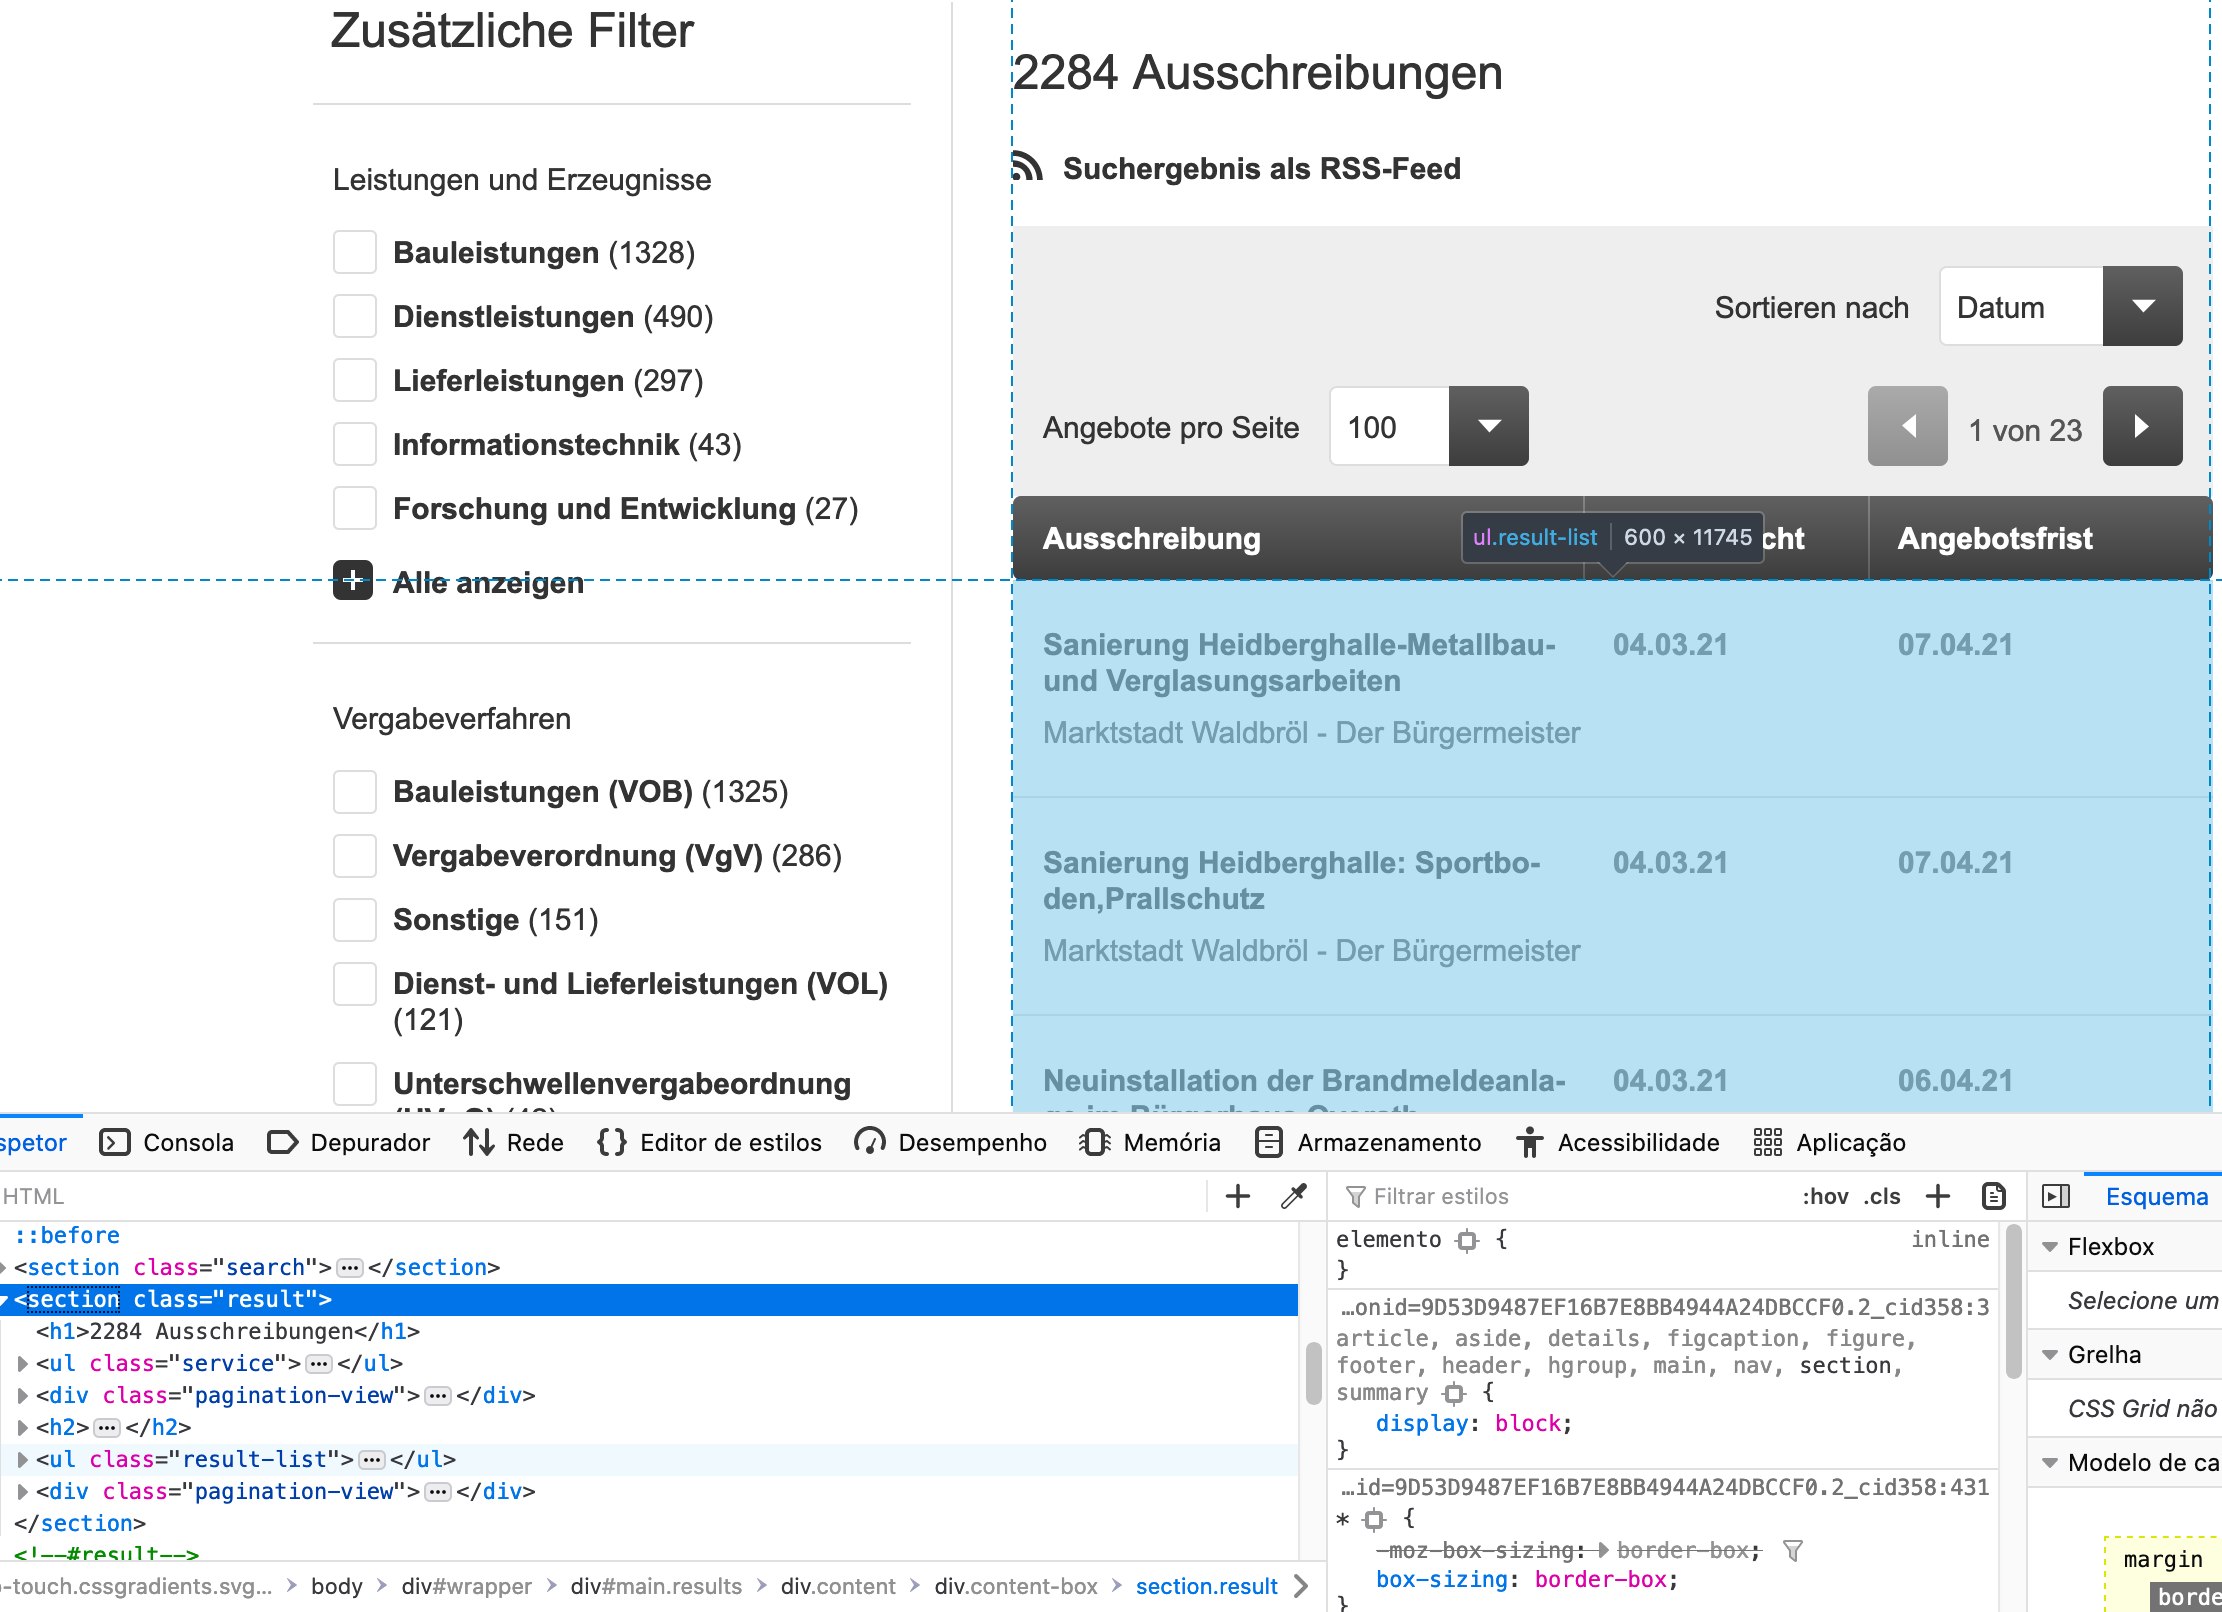 Zusätzliche Filter
Leistungen und Erzeugnisse
Bauleistungen (1328)
Dienstleistungen (490)
Lieferleistungen (297)
Informationstechnik (43)
Forschung und Entwicklung (27)
Alle anzeigen
Vergabeverfahren
Bauleistungen (VOB) (1325)
Vergabeverordnung (VgV) (286)
Sonstige (151)
Dienst- und Lieferleistungen (VOL)
(121)
Unterschwellenvergabeordnung
2284 Ausschreibungen
Suchergebnis als RSS-Feed
Sortieren nach Datum
Angebote pro Seite 100 1 von 23
Ausschreibung cht Angebotsfrist
ul.result-list 600 × 11745
Sanierung Heidberghalle-Metallbau- 04.03.21 07.04.21
und Verglasungsarbeiten
Marktstadt Waldbröl - Der Bürgermeister
Sanierung Heidberghalle: Sportbo- 04.03.21 07.04.21
den,Prallschutz
Marktstadt Waldbröl - Der Bürgermeister
Neuinstallation der Brandmeldeanla- 04.03.21 06.04.21
ge im Bürgerhaus Overath
spetor Consola Depurador Rede Editor de estilos Desempenho Memória Armazenamento Acessibilidade Aplicação
HTML
::before
<section class="search"> ··· </section>
<section class="result">
<h1>2284 Ausschreibungen</h1>
<ul class="service"> ··· </ul>
<div class="pagination-view"> ··· </div>
<h2> ··· </h2>
<ul class="result-list"> ··· </ul>
<div class="pagination-view"> ··· </div>
</section>
<!--#result-->
-touch.cssgradients.svg... body div#wrapper div#main.results div.content div.content-box section.result
Filtrar estilos :hov .cls
elemento { inline
}
…onid=9D53D9487EF16B7E8BB4944A24DBCCF0.2_cid358:3
article, aside, details, figcaption, figure,
footer, header, hgroup, main, nav, section,
summary {
display: block;
}
…id=9D53D9487EF16B7E8BB4944A24DBCCF0.2_cid358:431
* {
-moz-box-sizing: border-box;
box-sizing: border-box;
}
Esquema
Flexbox
Selecione um
Grelha
CSS Grid não
Modelo de ca
margin
borde